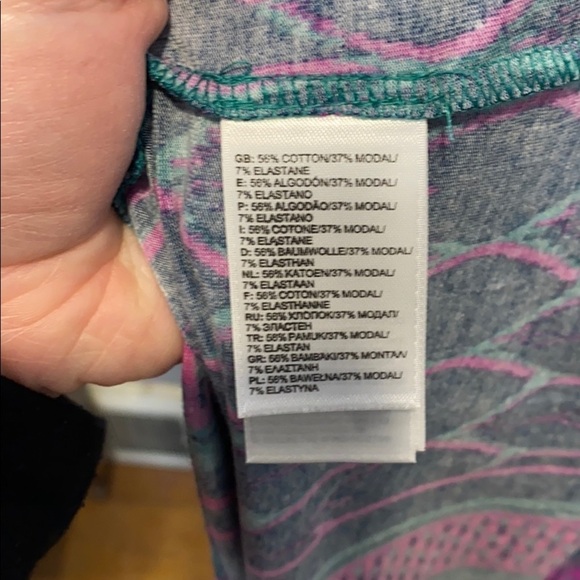 GB: 56% COTTON/37% MODAL/
7% ELASTANE
E: 56% ALGODÓN/37% MODAL/
7% ELASTANO
P: 56% ALGODÃO/37% MODAL/
7% ELASTANO
I: 56% COTONE/37% MODAL/
7% ELASTANE
D: 56% BAUMWOLLE/37% MODAL/
7% ELASTHAN
NL: 56% KATOEN/37% MODAL/
7% ELASTAAN
F: 56% COTON/37% MODAL/
7% ELASTHANNE
RU: 56% ХЛОПОК/37% МОДАЛ/
7% ЭЛАСТЕН
TR: 56% PAMUK/37% MODAL/
7% ELASTAN
GR: 56% ΒΑΜΒΑΚΙ/37% ΜΟΝΤΑΛ/
7% ΕΛΑΣΤΑΝΗ
PL: 56% BAWEŁNA/37% MODAL/
7% ELASTYNA